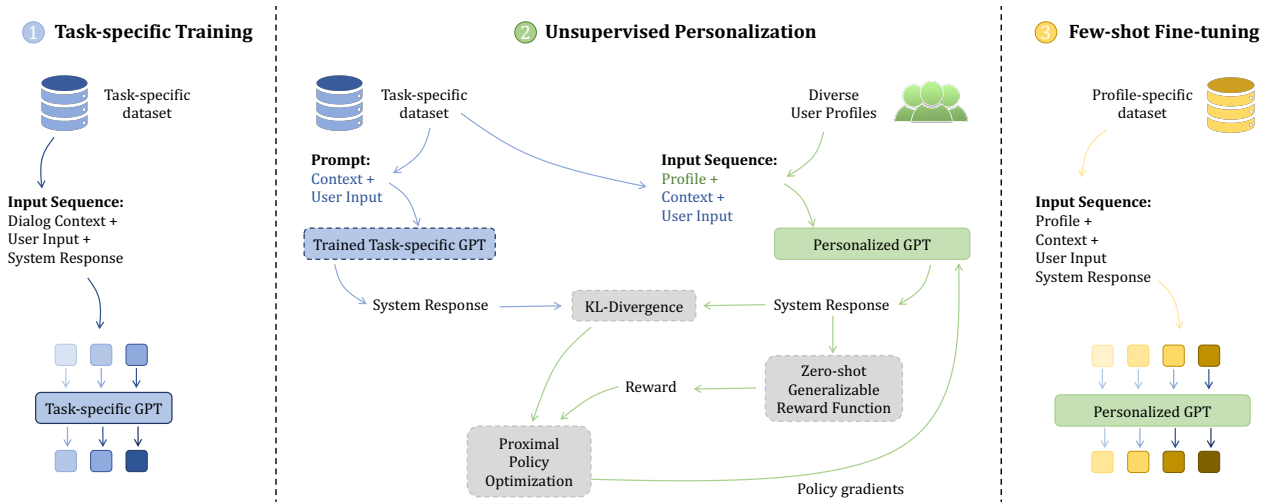 1 Task-specific Training
Task-specific
dataset
Input Sequence:
Dialog Context +
User Input +
System Response
Task-specific GPT
2 Unsupervised Personalization
Task-specific
dataset
Diverse
User Profiles
Prompt:
Context +
User Input
Input Sequence:
Profile +
Context +
User Input
Trained Task-specific GPT
Personalized GPT
System Response
KL-Divergence
System Response
Zero-shot
Generalizable
Reward Function
Reward
Proximal
Policy
Optimization
Policy gradients
3 Few-shot Fine-tuning
Profile-specific
dataset
Input Sequence:
Profile +
Context +
User Input
System Response
Personalized GPT